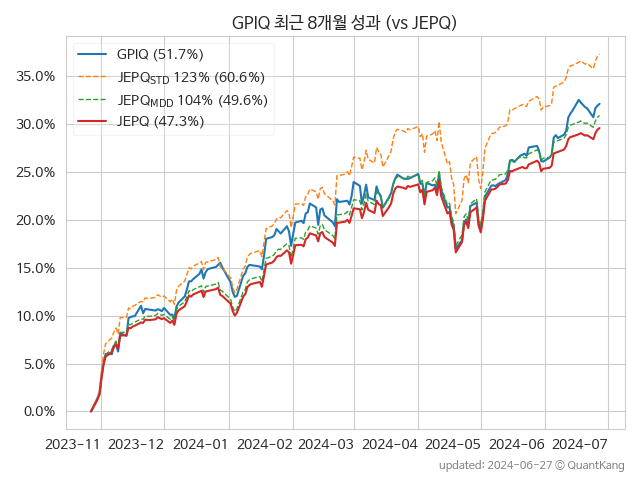 GPIQ 최근 8개월 성과 (vs JEPQ)
GPIQ (51.7%)
JEPQSTD 123% (60.6%)
JEPQMDD 104% (49.6%)
JEPQ (47.3%)
35.0%
30.0%
25.0%
20.0%
15.0%
10.0%
5.0%
0.0%
2023-11 2023-12 2024-01 2024-02 2024-03 2024-04 2024-05 2024-06 2024-07
updated: 2024-06-27 © QuantKang